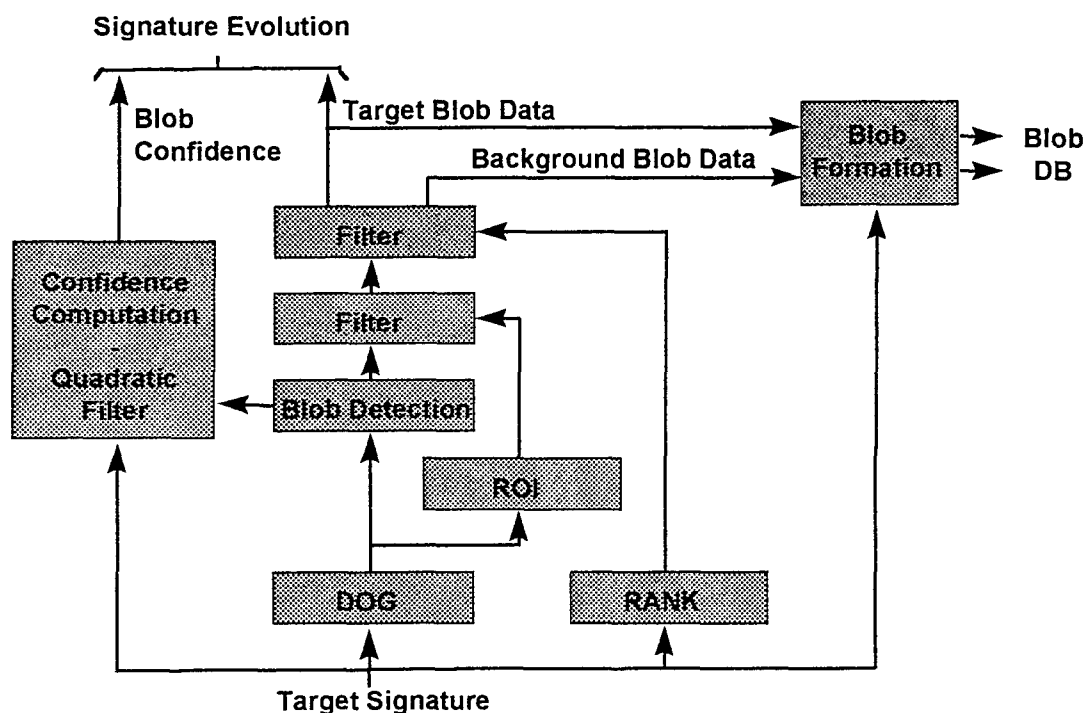 Signature Evolution
Blob
Confidence
Target Blob Data
Background Blob Data
Blob
Formation
Blob
DB
Filter
Confidence
Computation
-
Quadratic
Filter
Filter
Blob Detection
ROI
DOG
RANK
Target Signature